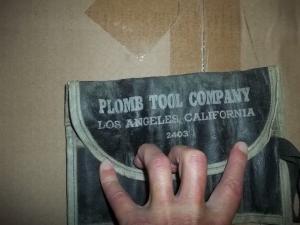 PLOMB TOOL COMPANY
LOS ANGELES, CALIFORNIA
2403